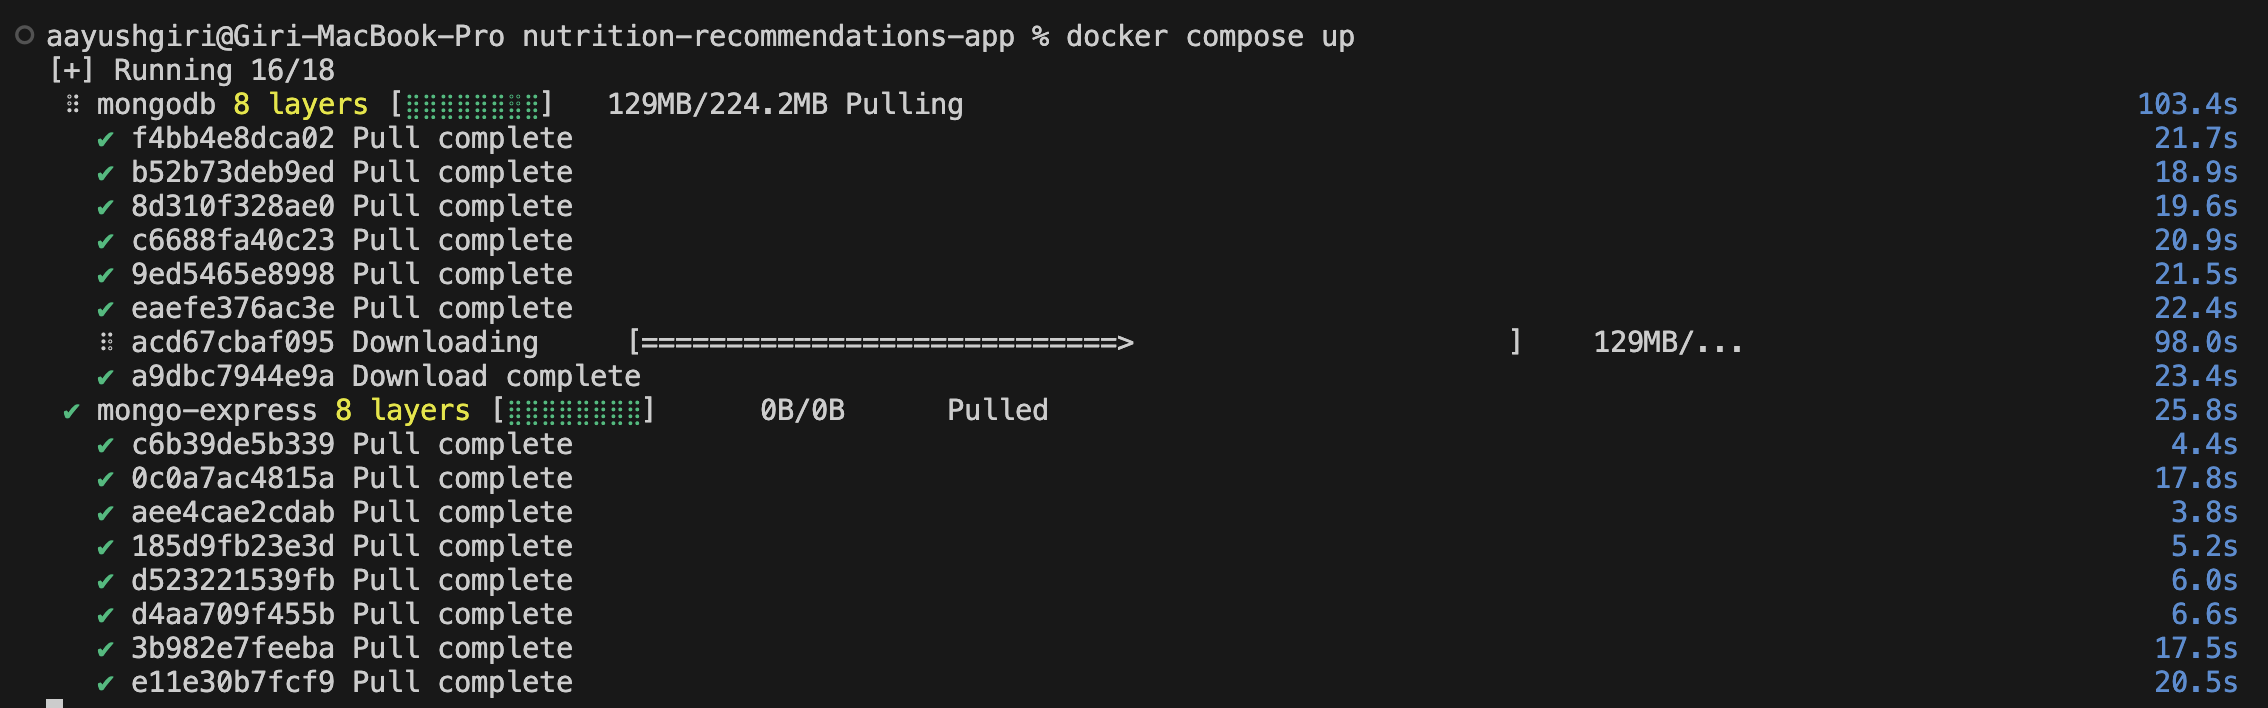 aayushgiri@Giri-MacBook-Pro nutrition-recommendations-app % docker compose up
[+] Running 16/18
⠿ mongodb 8 layers [⣿⣿⣿⣿⣿⣿⣿⣿] 129MB/224.2MB Pulling 103.4s
✔ f4bb4e8dca02 Pull complete 21.7s
✔ b52b73deb9ed Pull complete 18.9s
✔ 8d310f328ae0 Pull complete 19.6s
✔ c6688fa40c23 Pull complete 20.9s
✔ 9ed5465e8998 Pull complete 21.5s
✔ eaefe376ac3e Pull complete 22.4s
⠿ acd67cbaf095 Downloading [============================> ] 129MB/... 98.0s
✔ a9dbc7944e9a Download complete 23.4s
✔ mongo-express 8 layers [⣿⣿⣿⣿⣿⣿⣿⣿] 0B/0B Pulled 25.8s
✔ c6b39de5b339 Pull complete 4.4s
✔ 0c0a7ac4815a Pull complete 17.8s
✔ aee4cae2cdab Pull complete 3.8s
✔ 185d9fb23e3d Pull complete 5.2s
✔ d523221539fb Pull complete 6.0s
✔ d4aa709f455b Pull complete 6.6s
✔ 3b982e7feeba Pull complete 17.5s
✔ e11e30b7fcf9 Pull complete 20.5s